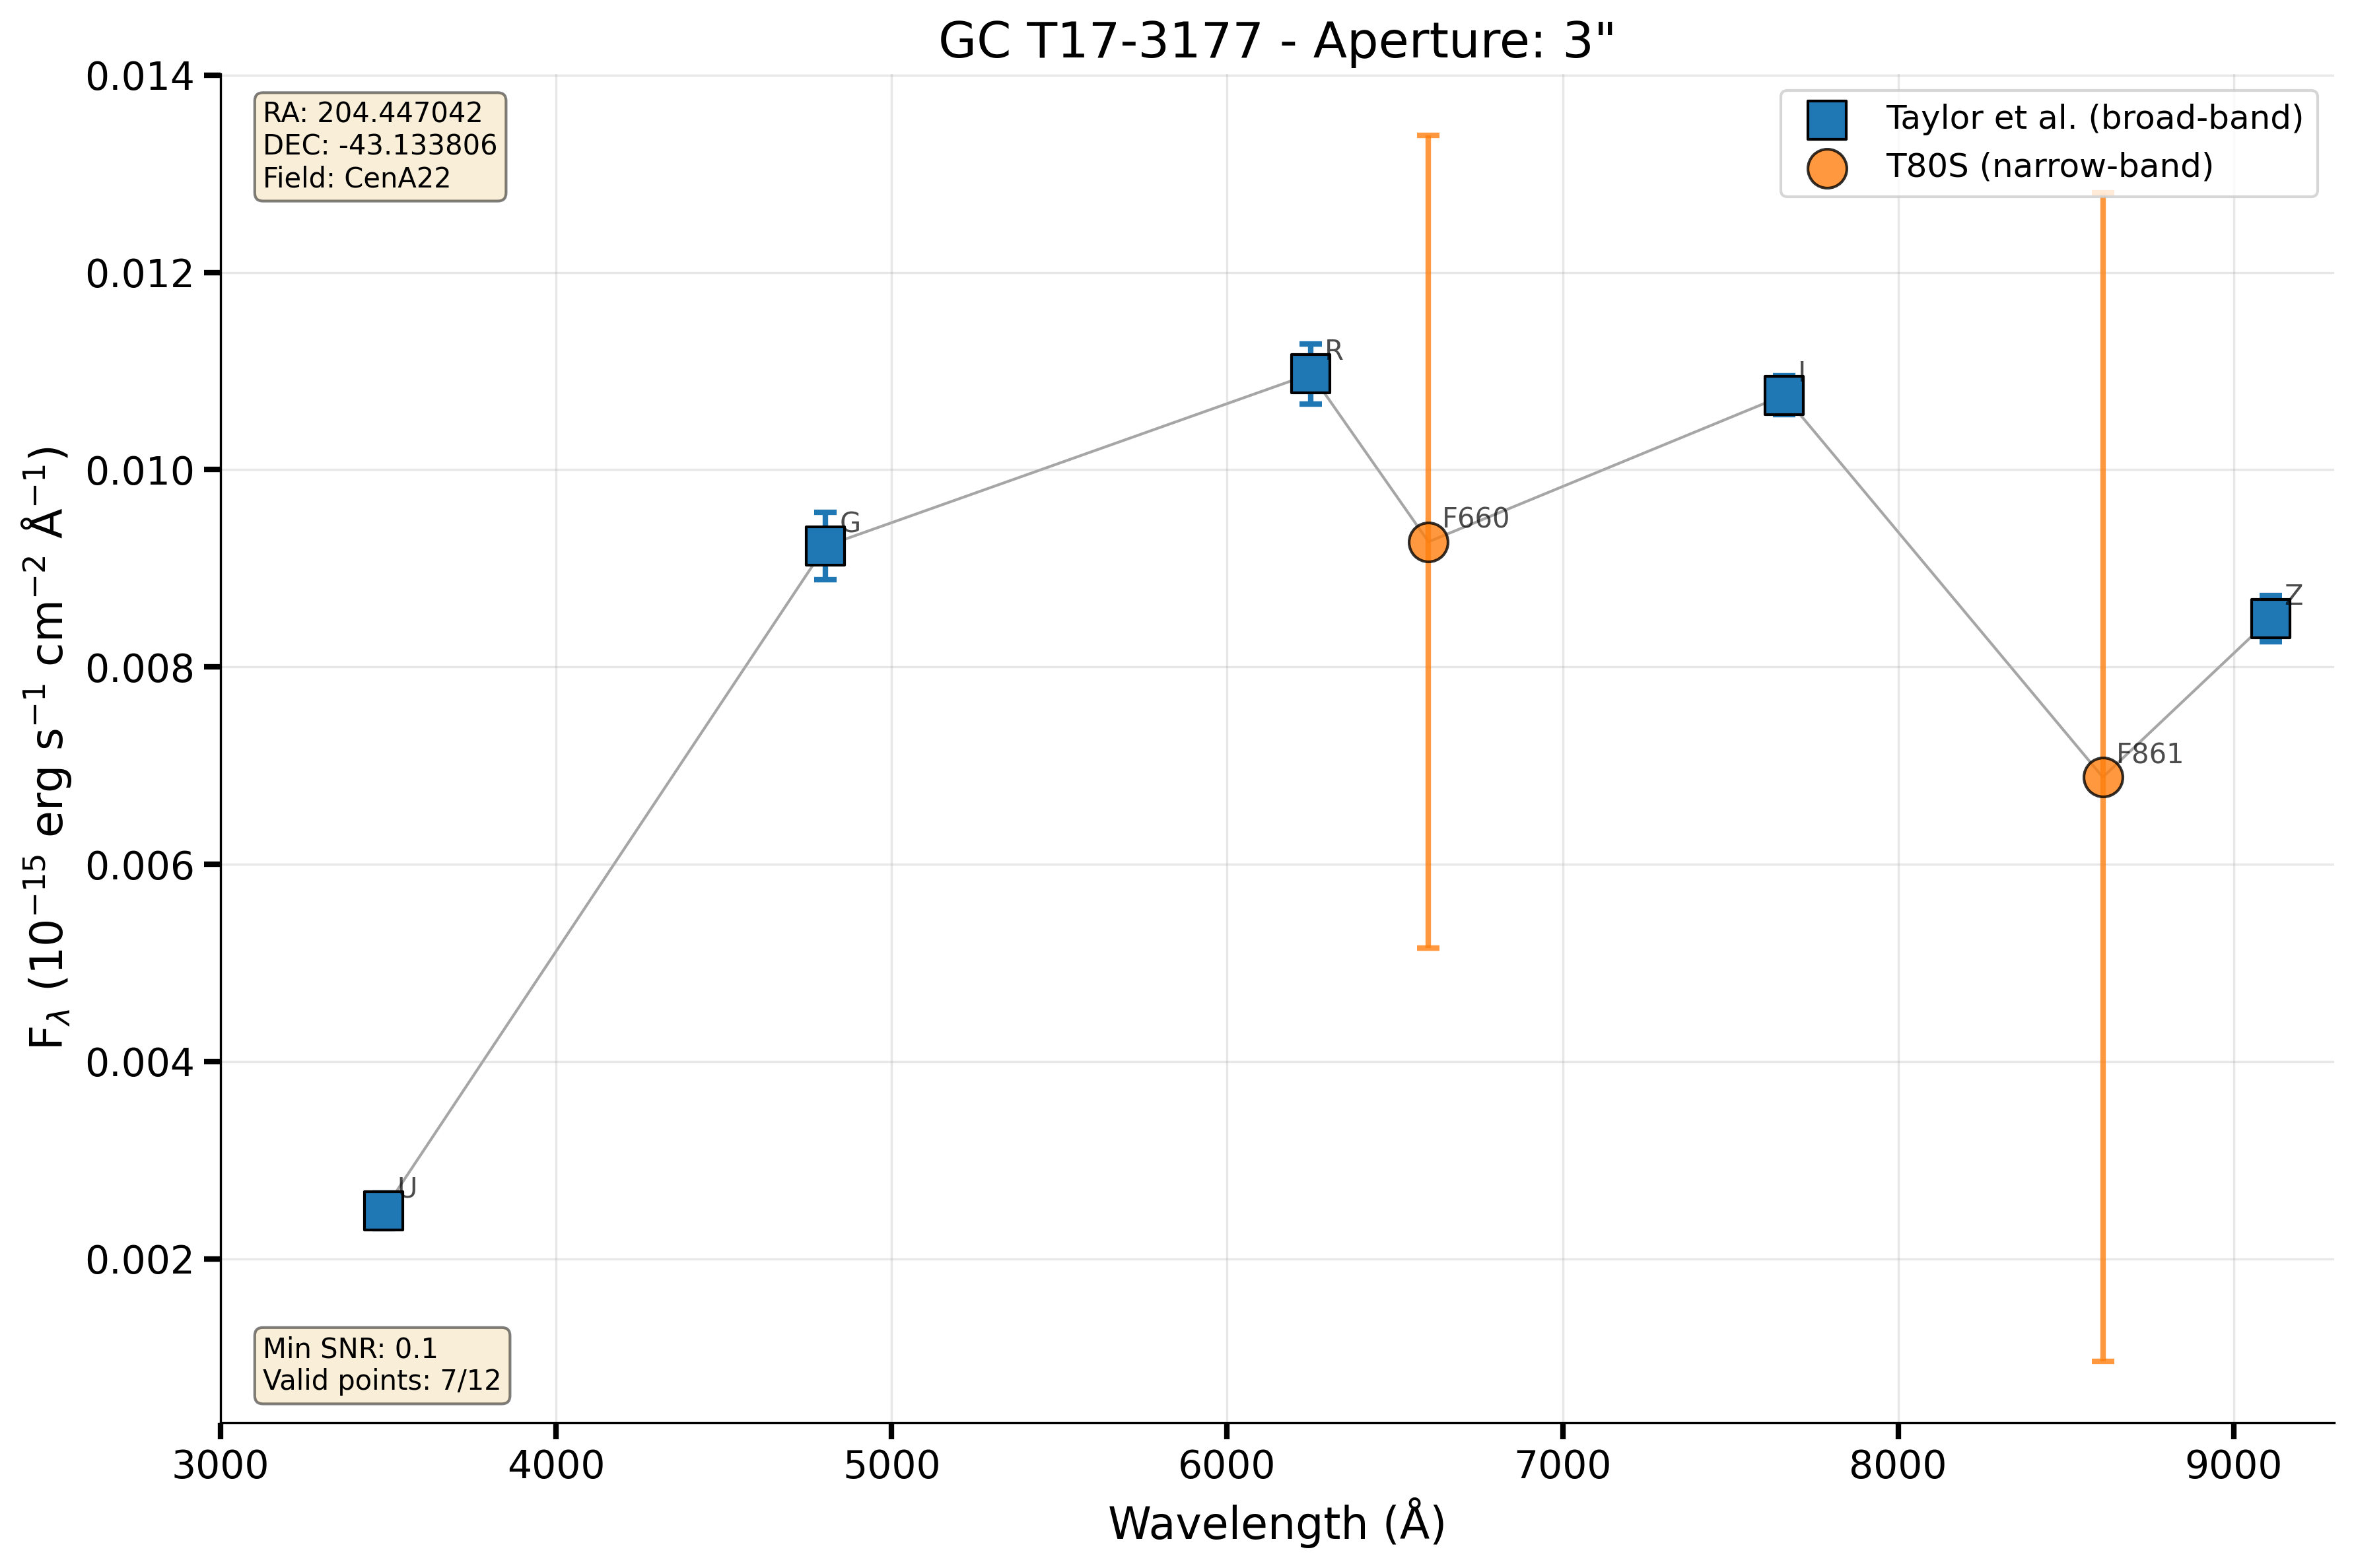 GC T17-3177 - Aperture: 3"
RA: 204.447042
DEC: -43.133806
Field: CenA22
Taylor et al. (broad-band)
T80S (narrow-band)
0.014
0.012
0.010
0.008
0.006
0.004
0.002
F_λ (10⁻¹⁵ erg s⁻¹ cm⁻² Å⁻¹)
U
G
R
F660
I
F861
Z
Min SNR: 0.1
Valid points: 7/12
3000 4000 5000 6000 7000 8000 9000
Wavelength (Å)